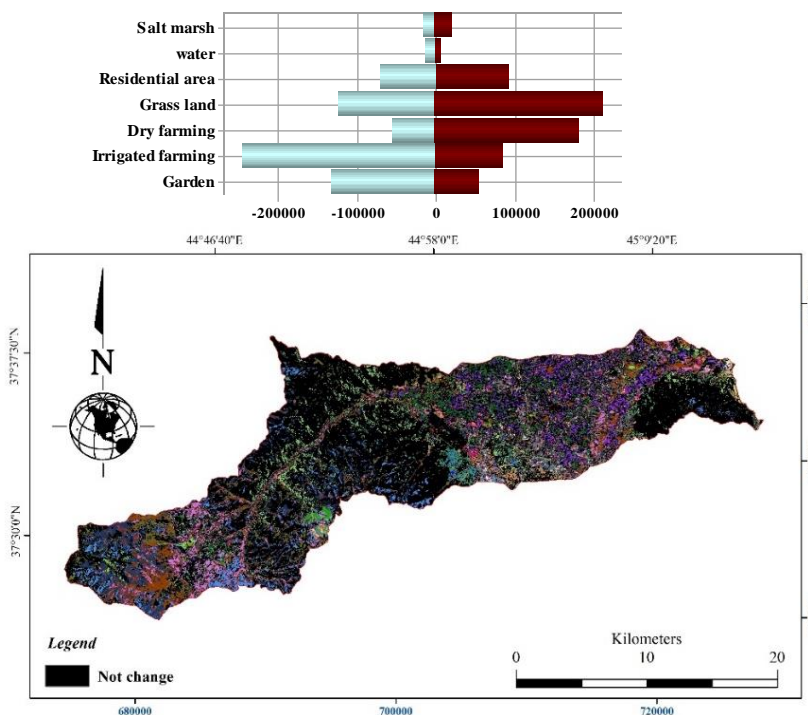 Salt marsh
water
Residential area
Grass land
Dry farming
Irrigated farming
Garden
-200000 -100000 0 100000 200000
44°46'40"E 44°58'0"E 45°9'20"E
37°37'30"N
N
37°30'0"N
Legend
Not change
Kilometers
0 10 20
680000 700000 720000